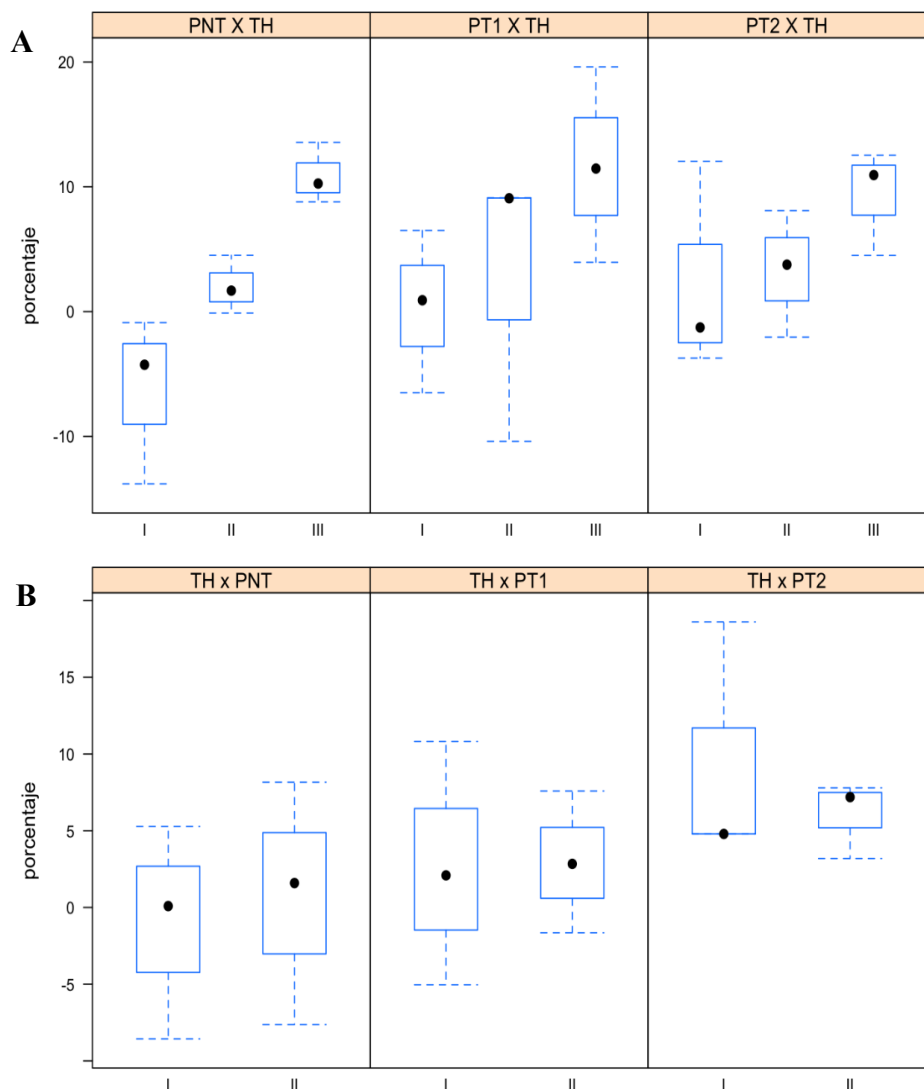 A
PNT X TH PT1 X TH PT2 X TH
porcentaje
20
10
0
-10
I II III I II III I II III
B
TH x PNT TH x PT1 TH x PT2
porcentaje
15
10
5
0
-5
I II I II I II